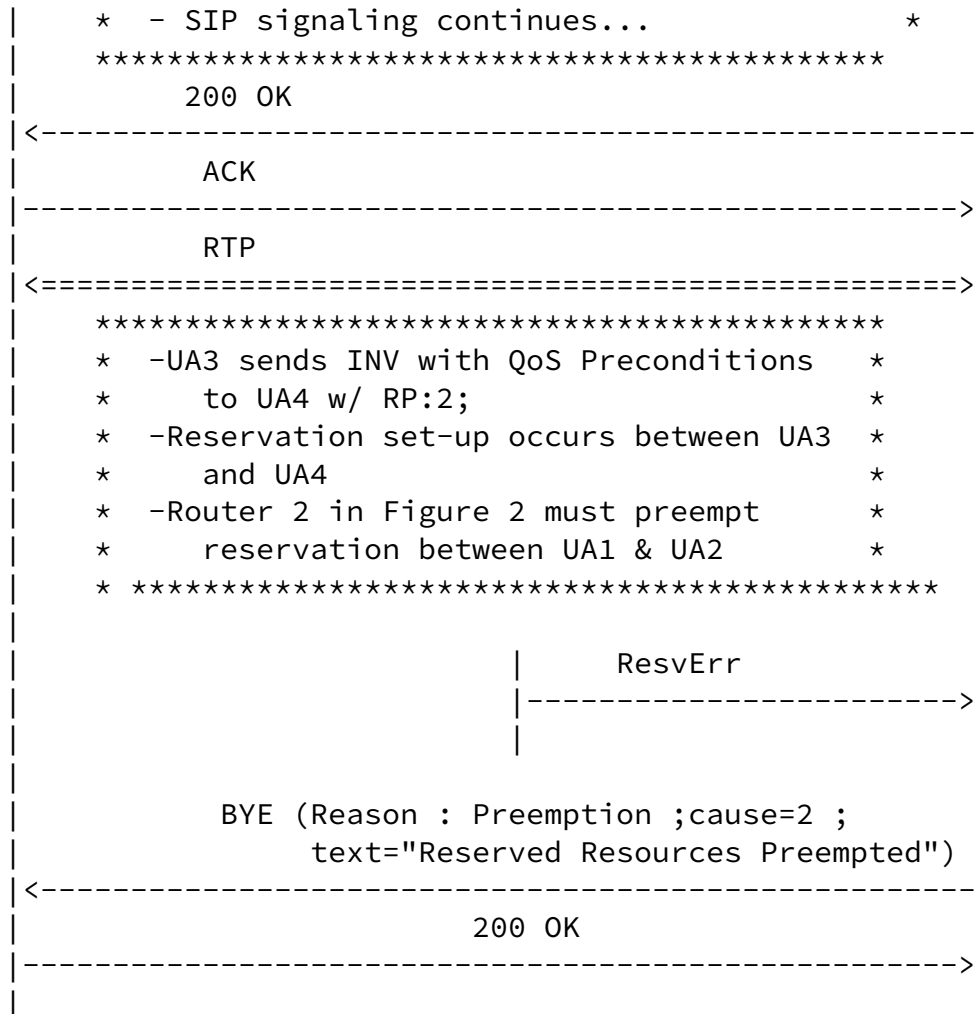 |    *  - SIP signaling continues...              *
|    ********************************************
|         200 OK
|<----------------------------------------------------
|          ACK
|---------------------------------------------------->
|          RTP
|<===================================================>
|    ********************************************
|    *  -UA3 sends INV with QoS Preconditions   *
|    *     to UA4 w/ RP:2;                      *
|    *  -Reservation set-up occurs between UA3  *
|    *     and UA4                              *
|    *  -Router 2 in Figure 2 must preempt      *
|    *     reservation between UA1 & UA2        *
|    * *********************************************
|
|                           |     ResvErr
|                           |------------------------>
|                           |
|
|           BYE (Reason : Preemption ;cause=2 ;
|                text="Reserved Resources Preempted")
|<----------------------------------------------------
|                         200 OK
|---------------------------------------------------->
|